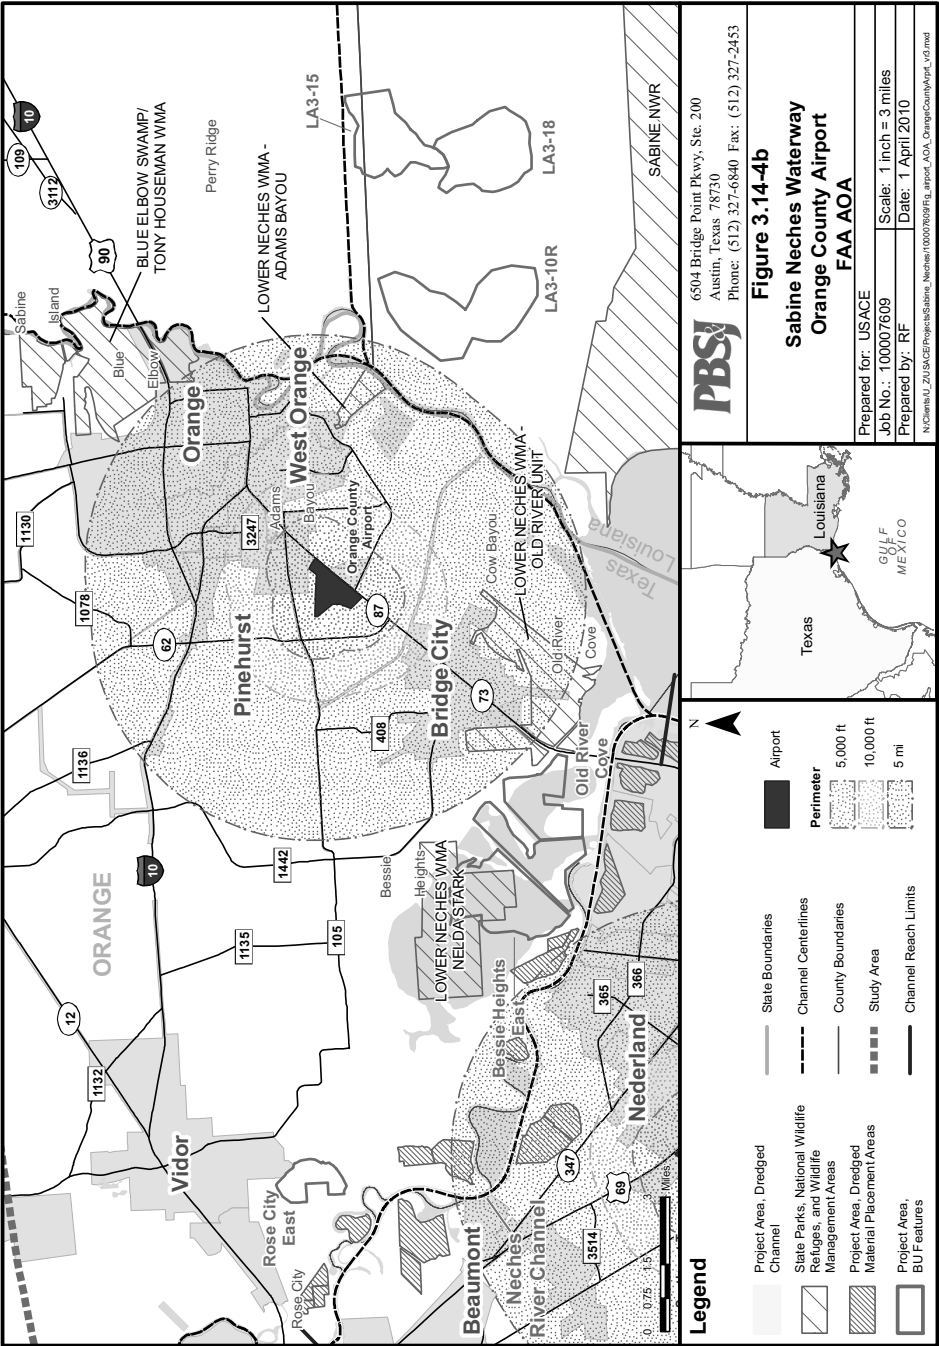 109
10
3112
90
BLUE ELBOW SWAMP/
TONY HOUSEMAN WMA
Perry Ridge
LA3-15
LA3-18
LA3-10R
LOWER NECHES WMA -
ADAMS BAYOU
SABINE NWR
Sabine
Island
Blue
Elbow
Orange
West Orange
Adams
Bayou
Orange County
Airport
1130
3247
1078
62
87
Pinehurst
Bridge City
Cow Bayou
LOWER NECHES WMA -
OLD RIVER UNIT
Old River
Cove
Texas
Louisiana
73
408
Old River
Cove
1136
10
1442
Bessie
Heights
LOWER NECHES WMA
NELDA STARK
ORANGE
1135
105
12
1132
Vidor
Bessie Heights
East
365
366
Nederland
347
69
3514
Rose City
East
Rose City
Beaumont
Neches
River Channel
0
0.75
1.5
3
Miles
Legend
Project Area, Dredged
Channel
State Parks, National Wildlife
Refuges, and Wildlife
Management Areas
Project Area, Dredged
Material Placement Areas
Project Area,
BU Features
State Boundaries
Channel Centerlines
County Boundaries
Study Area
Channel Reach Limits
Airport
Perimeter
5,000 ft
10,000 ft
5 mi
N
Texas
Louisiana
GULF
OF
MEXICO
PBS&J
6504 Bridge Point Pkwy, Ste. 200
Austin, Texas 78730
Phone: (512) 327-6840 Fax: (512) 327-2453
Figure 3.14-4b
Sabine Neches Waterway
Orange County Airport
FAA AOA
Prepared for: USACE
Job No.: 100007609
Scale: 1 inch = 3 miles
Prepared by: RF
Date: 1 April 2010
N:/Clients/U_Z/USACE/Projects/Sabine_Neches/100007609/Fig_airport_AOA_OrangeCountyArprt_vr3.mxd